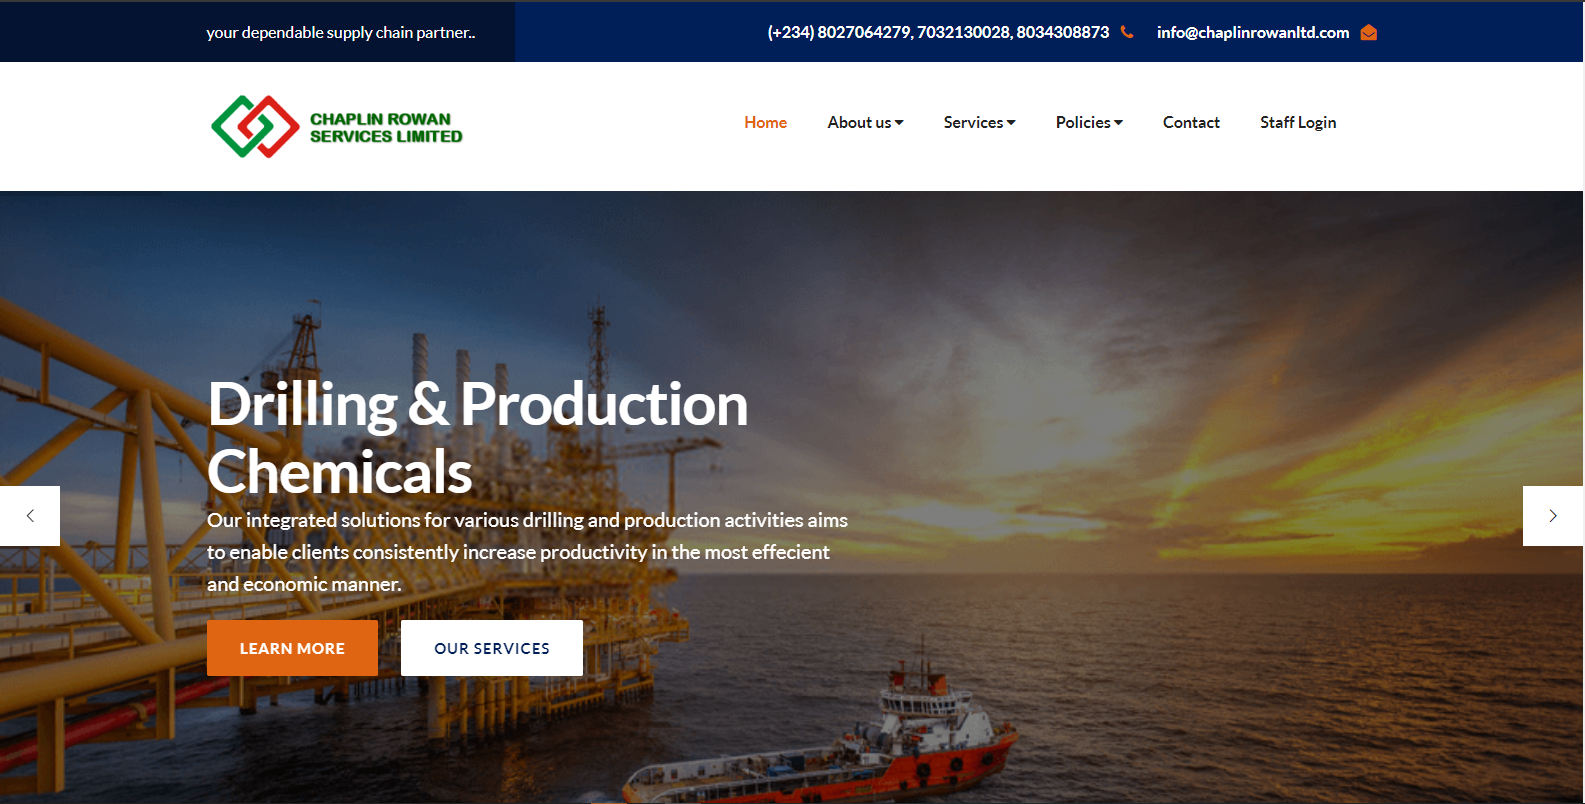 your dependable supply chain partner..
(+234) 8027064279, 7032130028, 8034308873
info@chaplinrowanltd.com
CHAPLIN ROWAN
SERVICES LIMITED
Home
About us
Services
Policies
Contact
Staff Login
Drilling & Production
Chemicals
Our integrated solutions for various drilling and production activities aims
to enable clients consistently increase productivity in the most effecient
and economic manner.
LEARN MORE
OUR SERVICES